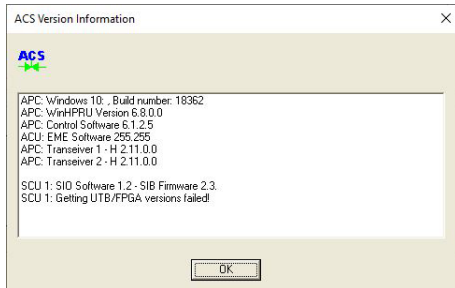 ACS Version Information
ACS
APC: Windows 10: , Build number: 18362
APC: WinHPRU Version 6.8.0.0
APC: Control Software 6.1.2.5
ACU: EME Software 255.255
APC: Transeiver 1 - H 2.11.0.0
APC: Transeiver 2 - H 2.11.0.0
SCU 1: SIO Software 1.2 - SIB Firmware 2.3.
SCU 1: Getting UTB/FPGA versions failed!
OK